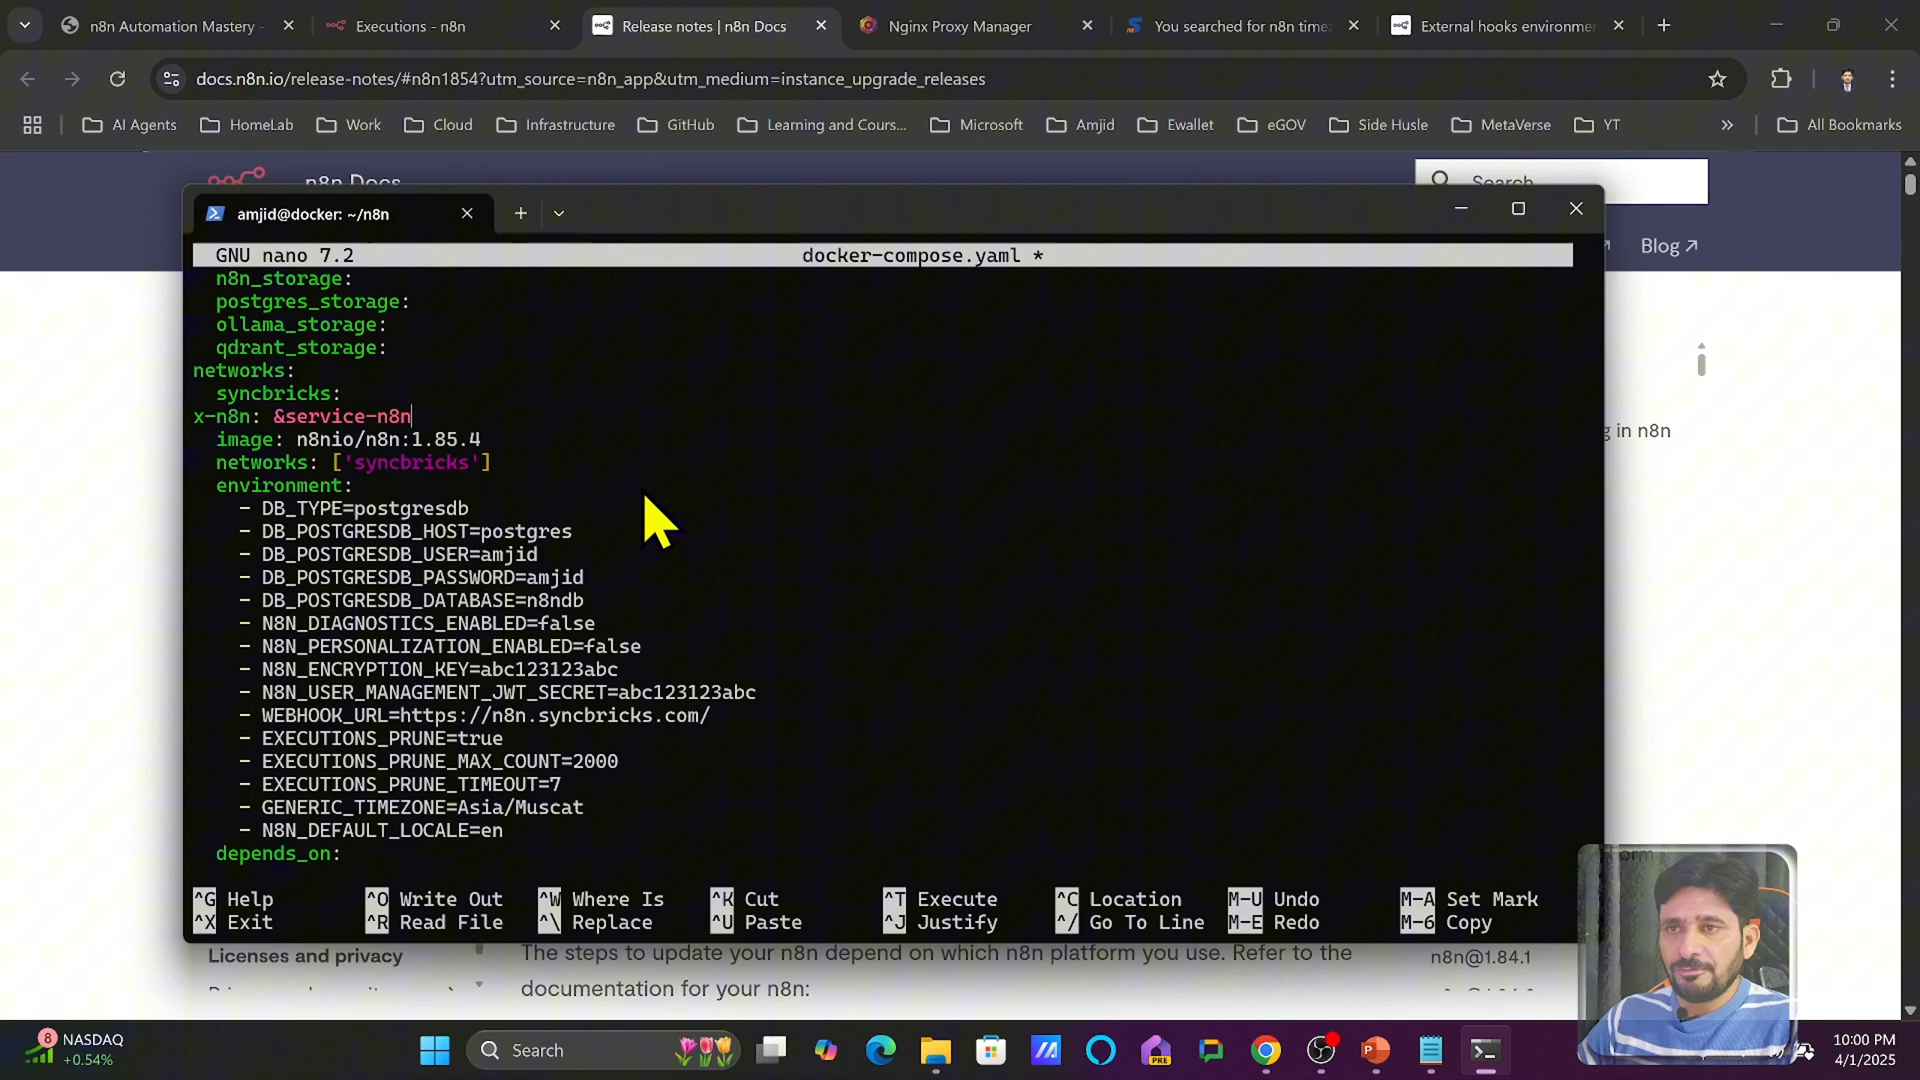 n8n Automation Mastery -
Executions - n8n
Release notes | n8n Docs
Nginx Proxy Manager
You searched for n8n timez
External hooks environmen
docs.n8n.io/release-notes/#n8n1854?utm_source=n8n_app&utm_medium=instance_upgrade_releases
AI Agents
HomeLab
Work
Cloud
Infrastructure
GitHub
Learning and Cours...
Microsoft
Amjid
Ewallet
eGOV
Side Husle
MetaVerse
YT
All Bookmarks
n8n Docs
Search
amjid@docker: ~/n8n
Blog
GNU nano 7.2 docker-compose.yaml *
n8n_storage:
postgres_storage:
ollama_storage:
qdrant_storage:
networks:
syncbricks:
x-n8n: &service-n8n
image: n8nio/n8n:1.85.4
networks: ['syncbricks']
environment:
- DB_TYPE=postgresdb
- DB_POSTGRESDB_HOST=postgres
- DB_POSTGRESDB_USER=amjid
- DB_POSTGRESDB_PASSWORD=amjid
- DB_POSTGRESDB_DATABASE=n8ndb
- N8N_DIAGNOSTICS_ENABLED=false
- N8N_PERSONALIZATION_ENABLED=false
- N8N_ENCRYPTION_KEY=abc123123abc
- N8N_USER_MANAGEMENT_JWT_SECRET=abc123123abc
- WEBHOOK_URL=https://n8n.syncbricks.com/
- EXECUTIONS_PRUNE=true
- EXECUTIONS_PRUNE_MAX_COUNT=2000
- EXECUTIONS_PRUNE_TIMEOUT=7
- GENERIC_TIMEZONE=Asia/Muscat
- N8N_DEFAULT_LOCALE=en
depends_on:
g in n8n
^G Help ^O Write Out ^W Where Is ^K Cut ^T Execute ^C Location M-U Undo M-A Set Mark
^X Exit ^R Read File ^\ Replace ^U Paste ^J Justify ^/ Go To Line M-E Redo M-6 Copy
Licenses and privacy
The steps to update your n8n depend on which n8n platform you use. Refer to the
documentation for your n8n:
n8n@1.84.1
8
NASDAQ
+0.54%
Search
PRE
10:00 PM
4/1/2025